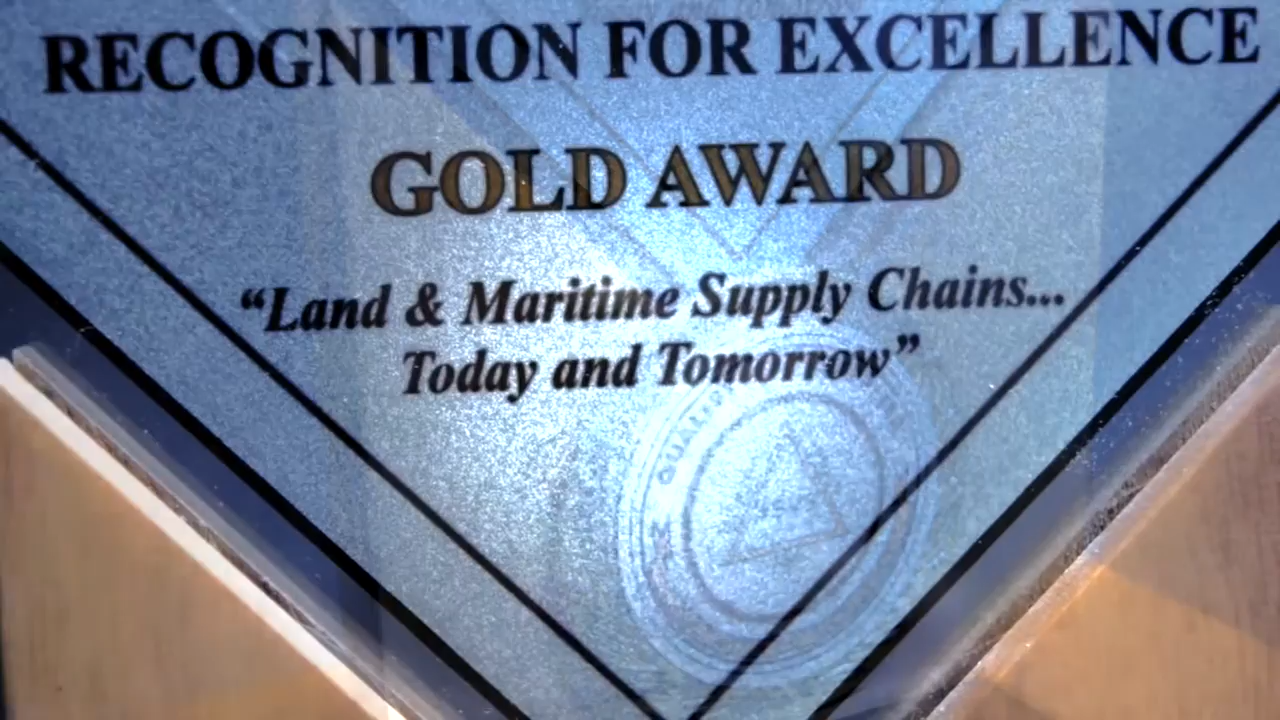 RECOGNITION FOR EXCELLENCE
GOLD AWARD
“Land & Maritime Supply Chains...
Today and Tomorrow”